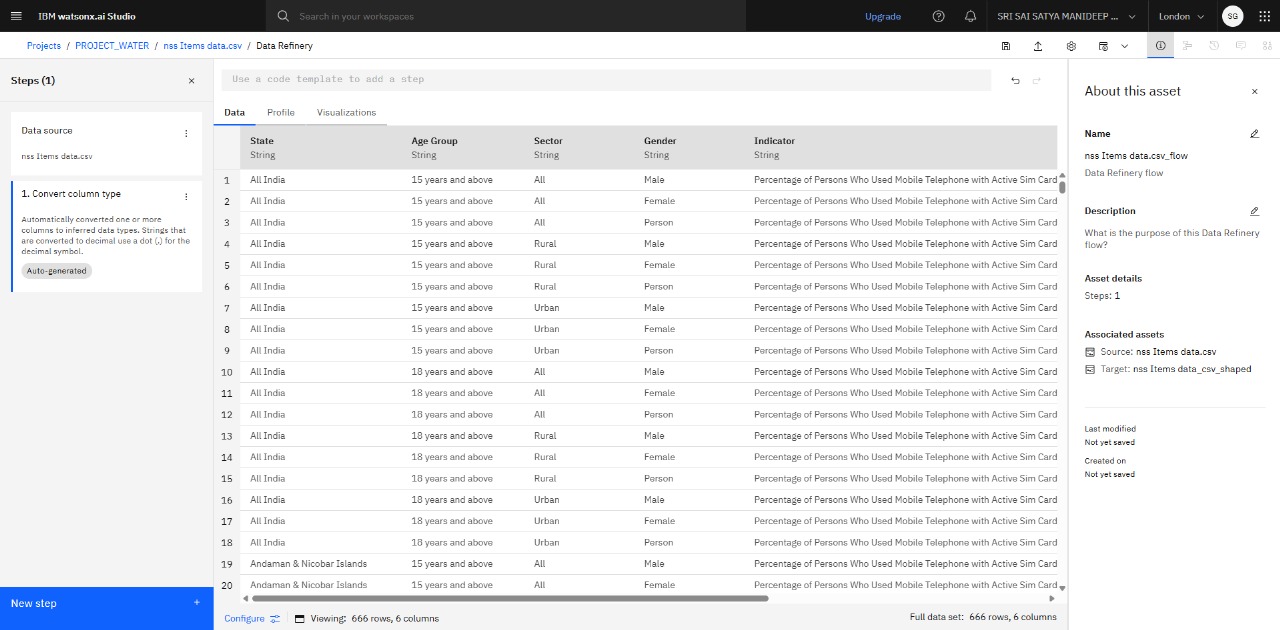 IBM watsonx.ai Studio
Search in your workspaces
Upgrade
SRI SAI SATYA MANIDEEP ...
London
SG
Projects / PROJECT_WATER / nss Items data.csv / Data Refinery
Steps (1)
Data source
nss Items data.csv
1. Convert column type
Automatically converted one or more
columns to inferred data types. Strings that
are converted to decimal use a dot (.) for the
decimal symbol.
Auto-generated
New step +
Use a code template to add a step
Data Profile Visualizations
State Age Group Sector Gender Indicator
String String String String String
1 All India 15 years and above All Male Percentage of Persons Who Used Mobile Telephone with Active Sim Card
2 All India 15 years and above All Female Percentage of Persons Who Used Mobile Telephone with Active Sim Card
3 All India 15 years and above All Person Percentage of Persons Who Used Mobile Telephone with Active Sim Card
4 All India 15 years and above Rural Male Percentage of Persons Who Used Mobile Telephone with Active Sim Card
5 All India 15 years and above Rural Female Percentage of Persons Who Used Mobile Telephone with Active Sim Card
6 All India 15 years and above Rural Person Percentage of Persons Who Used Mobile Telephone with Active Sim Card
7 All India 15 years and above Urban Male Percentage of Persons Who Used Mobile Telephone with Active Sim Card
8 All India 15 years and above Urban Female Percentage of Persons Who Used Mobile Telephone with Active Sim Card
9 All India 15 years and above Urban Person Percentage of Persons Who Used Mobile Telephone with Active Sim Card
10 All India 18 years and above All Male Percentage of Persons Who Used Mobile Telephone with Active Sim Card
11 All India 18 years and above All Female Percentage of Persons Who Used Mobile Telephone with Active Sim Card
12 All India 18 years and above All Person Percentage of Persons Who Used Mobile Telephone with Active Sim Card
13 All India 18 years and above Rural Male Percentage of Persons Who Used Mobile Telephone with Active Sim Card
14 All India 18 years and above Rural Female Percentage of Persons Who Used Mobile Telephone with Active Sim Card
15 All India 18 years and above Rural Person Percentage of Persons Who Used Mobile Telephone with Active Sim Card
16 All India 18 years and above Urban Male Percentage of Persons Who Used Mobile Telephone with Active Sim Card
17 All India 18 years and above Urban Female Percentage of Persons Who Used Mobile Telephone with Active Sim Card
18 All India 18 years and above Urban Person Percentage of Persons Who Used Mobile Telephone with Active Sim Card
19 Andaman & Nicobar Islands 15 years and above All Male Percentage of Persons Who Used Mobile Telephone with Active Sim Card
20 Andaman & Nicobar Islands 15 years and above All Female Percentage of Persons Who Used Mobile Telephone with Active Sim Card
Configure Viewing: 666 rows, 6 columns Full data set: 666 rows, 6 columns
About this asset
Name
nss Items data.csv_flow
Data Refinery flow
Description
What is the purpose of this Data Refinery
flow?
Asset details
Steps: 1
Associated assets
Source: nss Items data.csv
Target: nss Items data_csv_shaped
Last modified
Not yet saved
Created on
Not yet saved